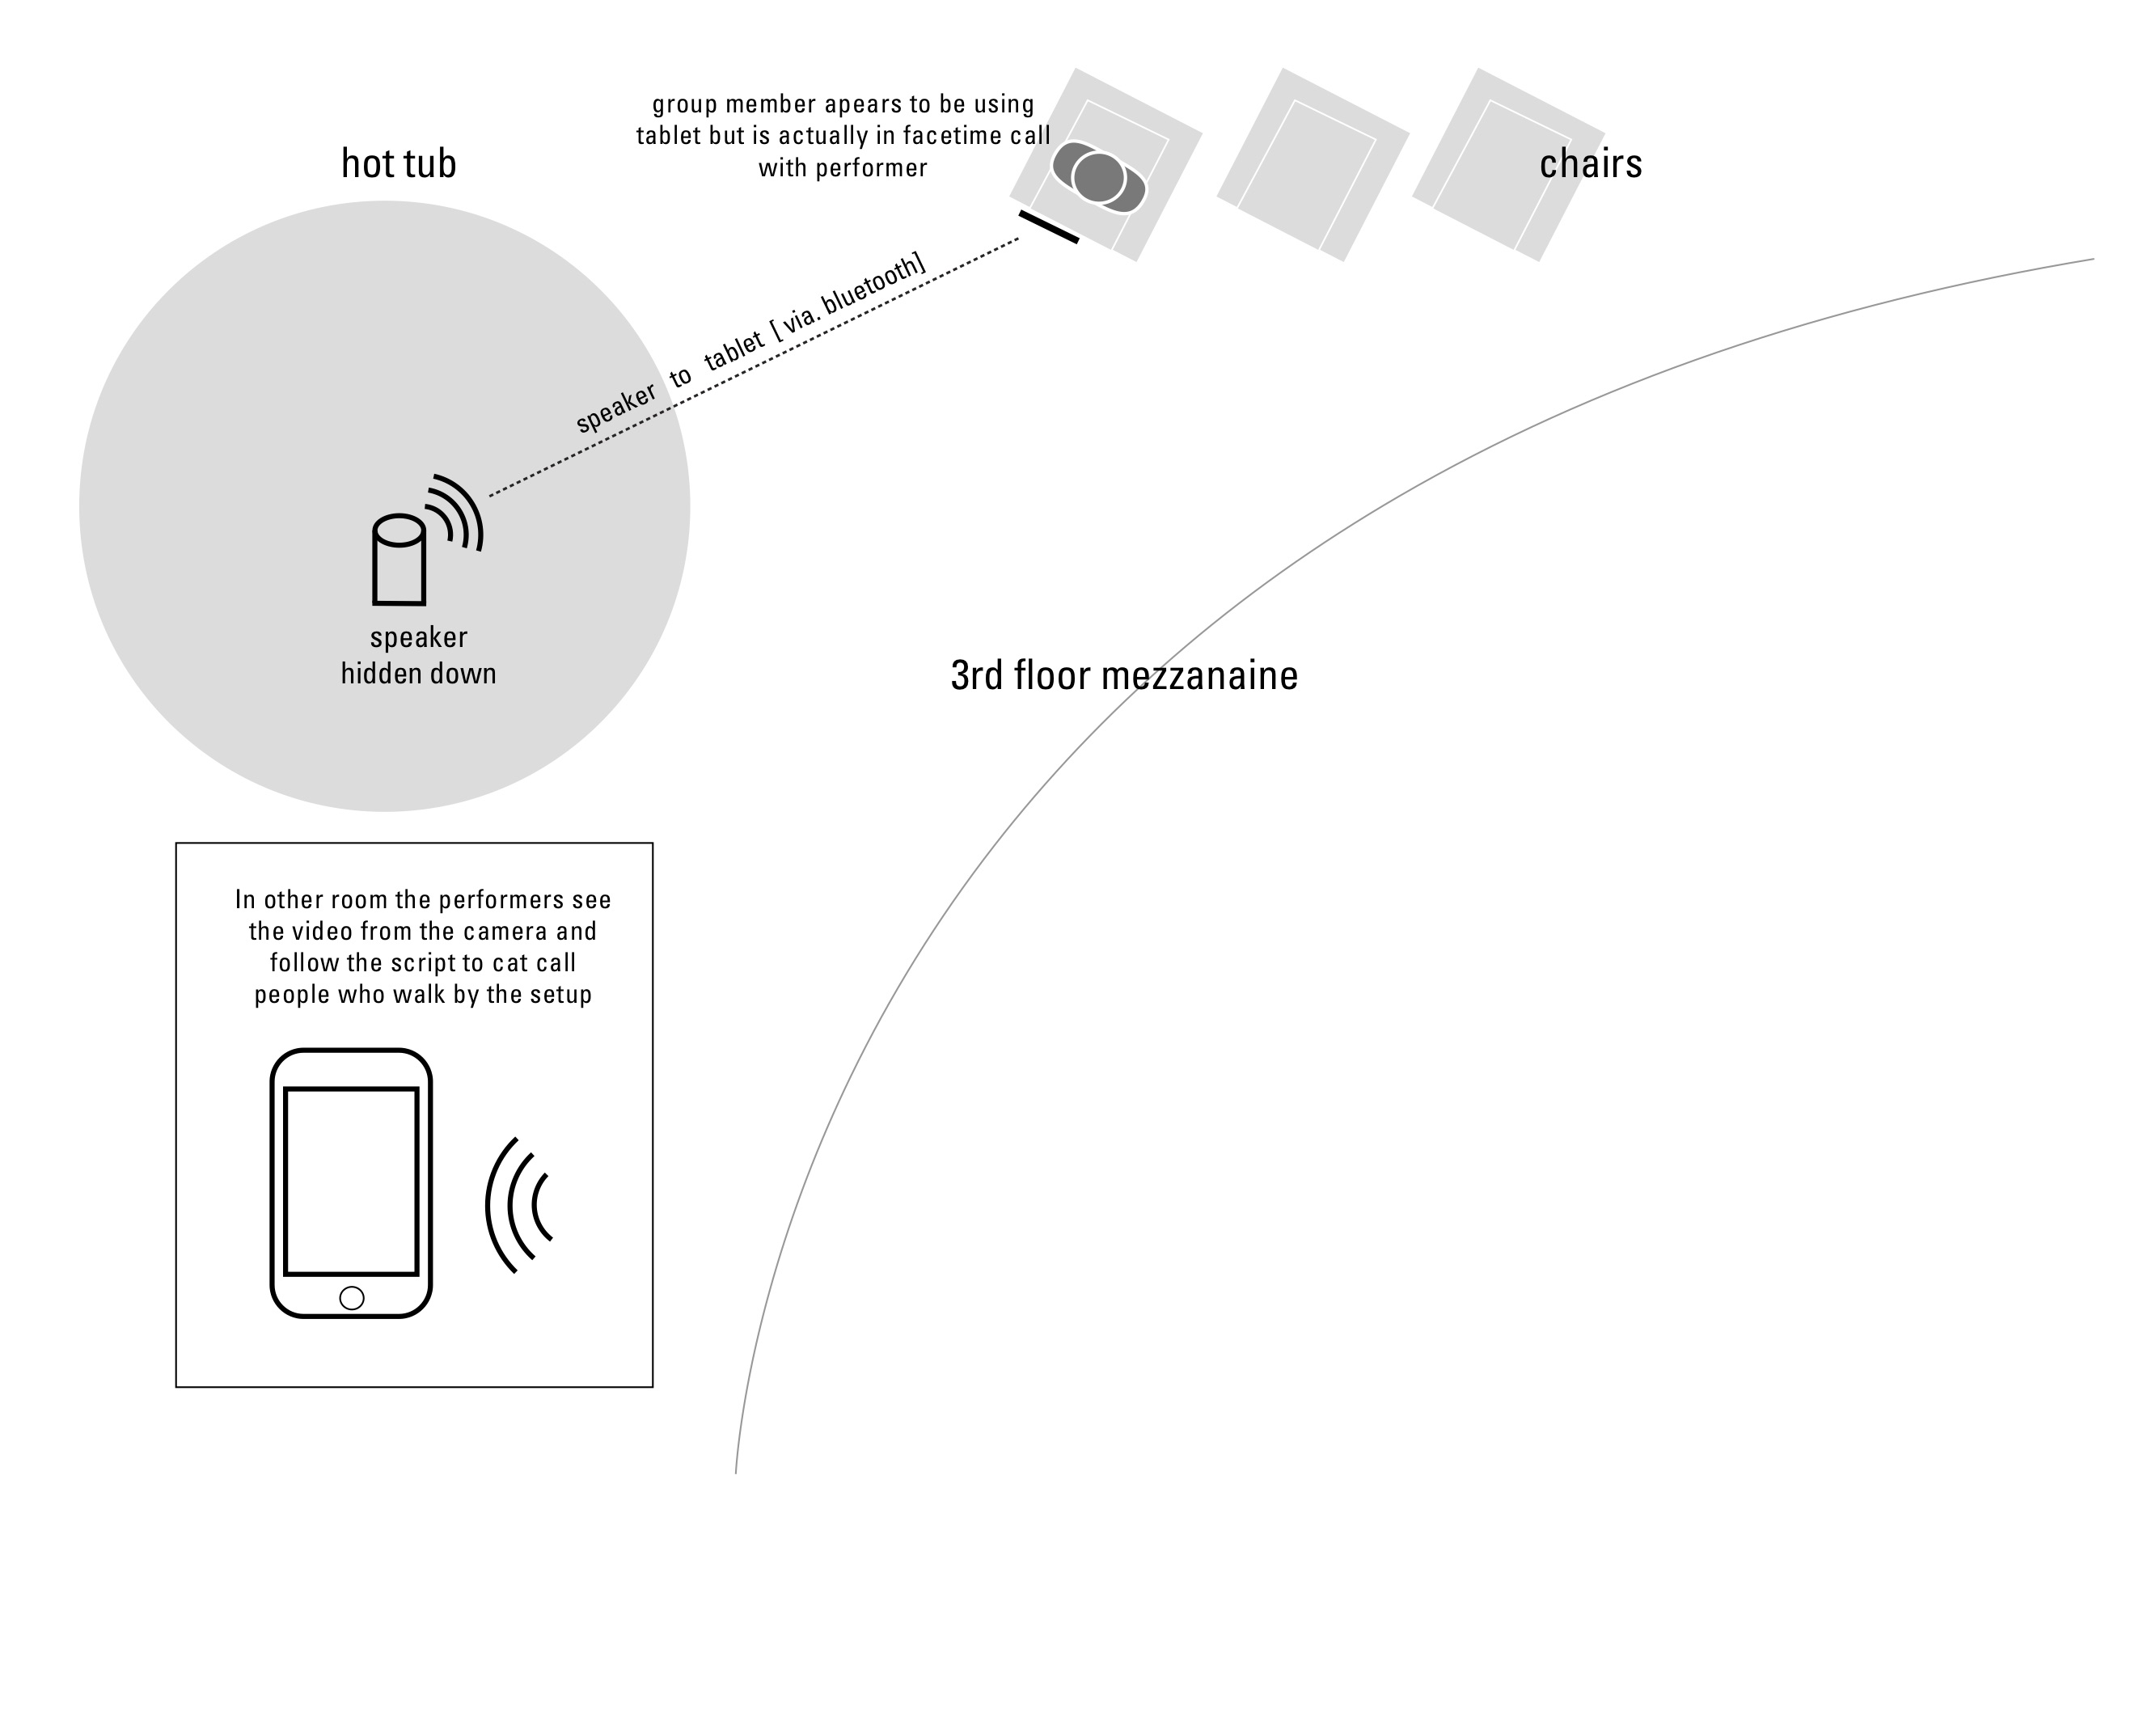 group member apears to be using
tablet but is actually in facetime call
with performer
hot tub
chairs
speaker to tablet [ via. bluetooth]
speaker
hidden down
3rd floor mezzanaine
In other room the performers see
the video from the camera and
follow the script to cat call
people who walk by the setup